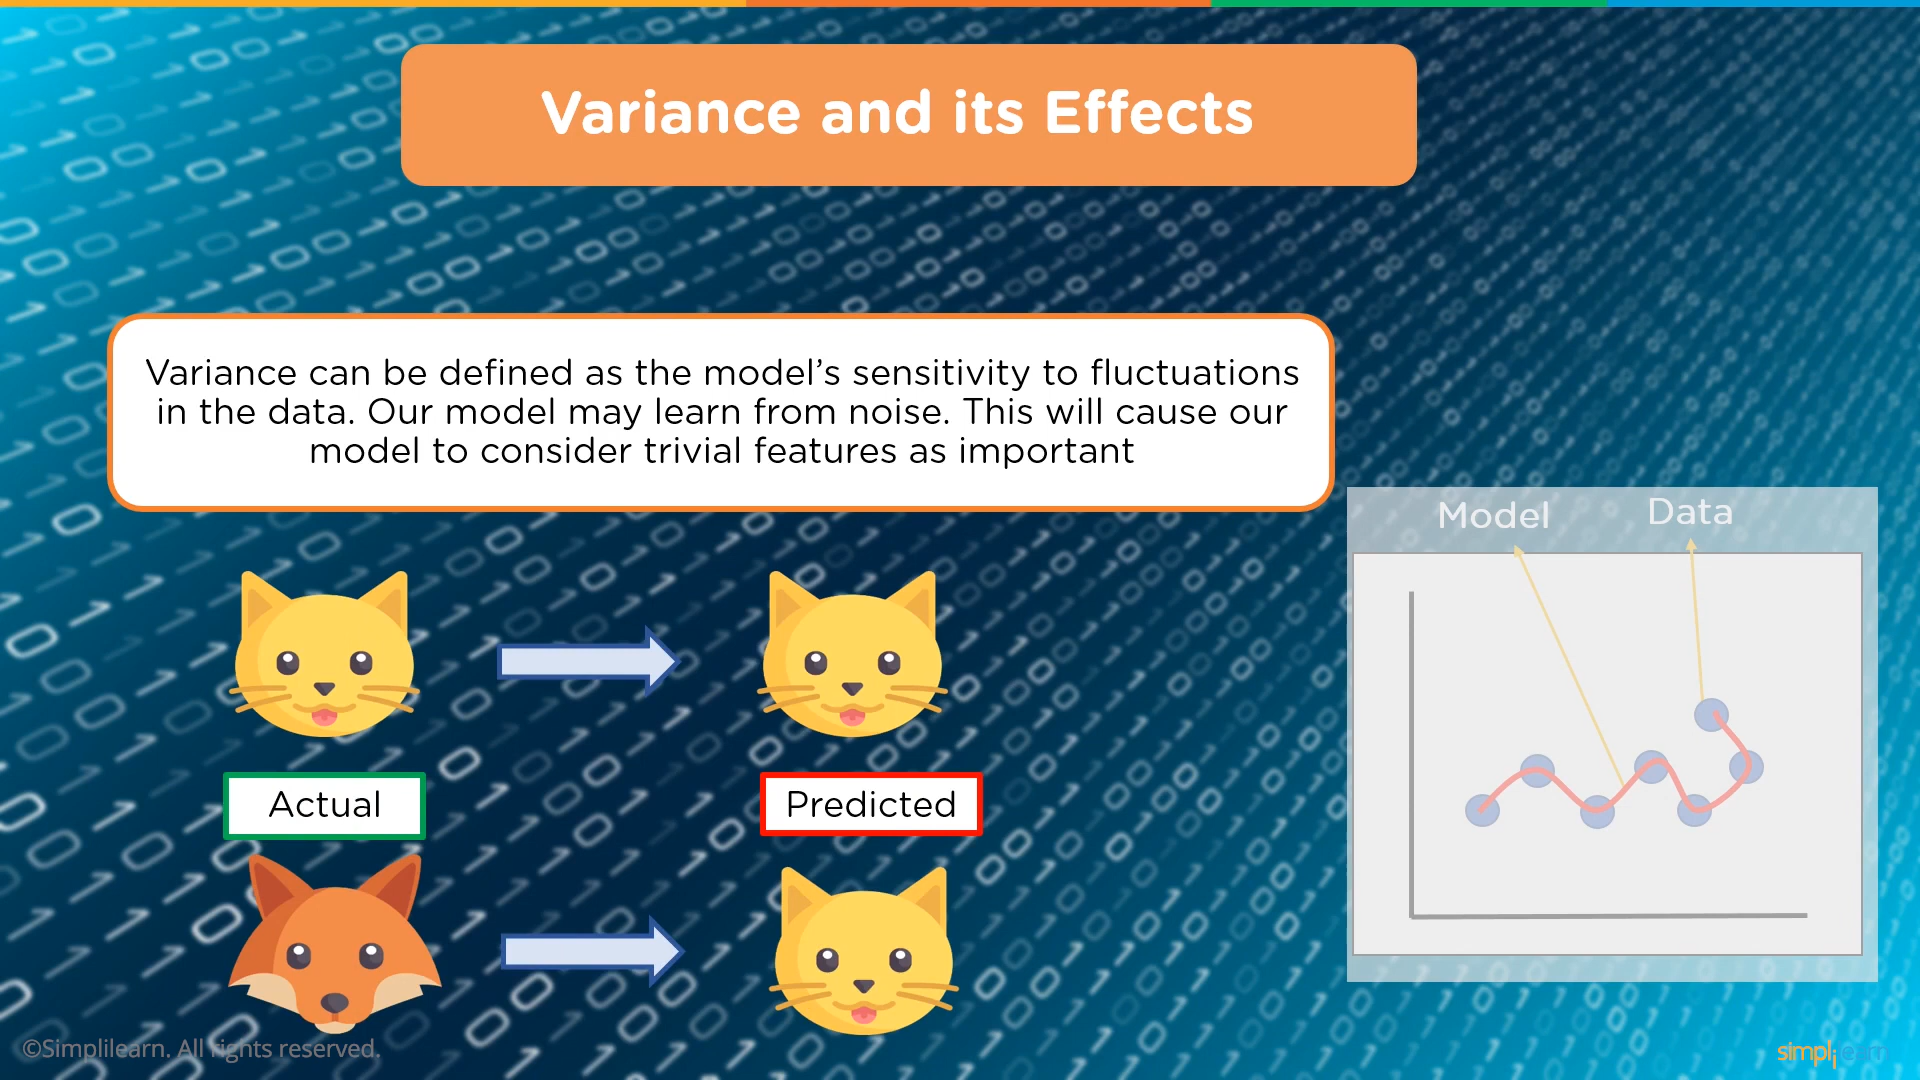 Variance and its Effects
Variance can be defined as the model’s sensitivity to fluctuations
in the data. Our model may learn from noise. This will cause our
model to consider trivial features as important
Model
Data
Actual
Predicted
©Simplilearn. All rights reserved.
simplilearn